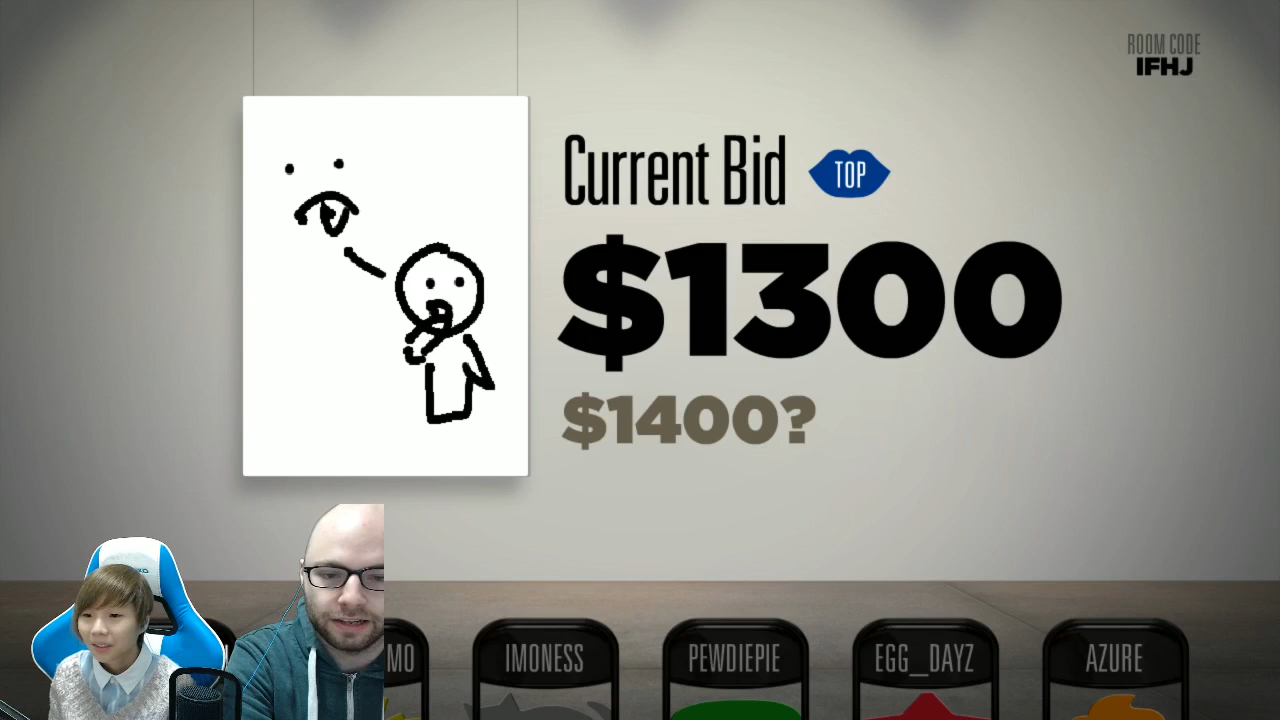 ROOM CODE
IFHJ
Current Bid
TOP
$1300
$1400?
MO
IMONESS
PEWDIEPIE
EGG_DAYZ
AZURE